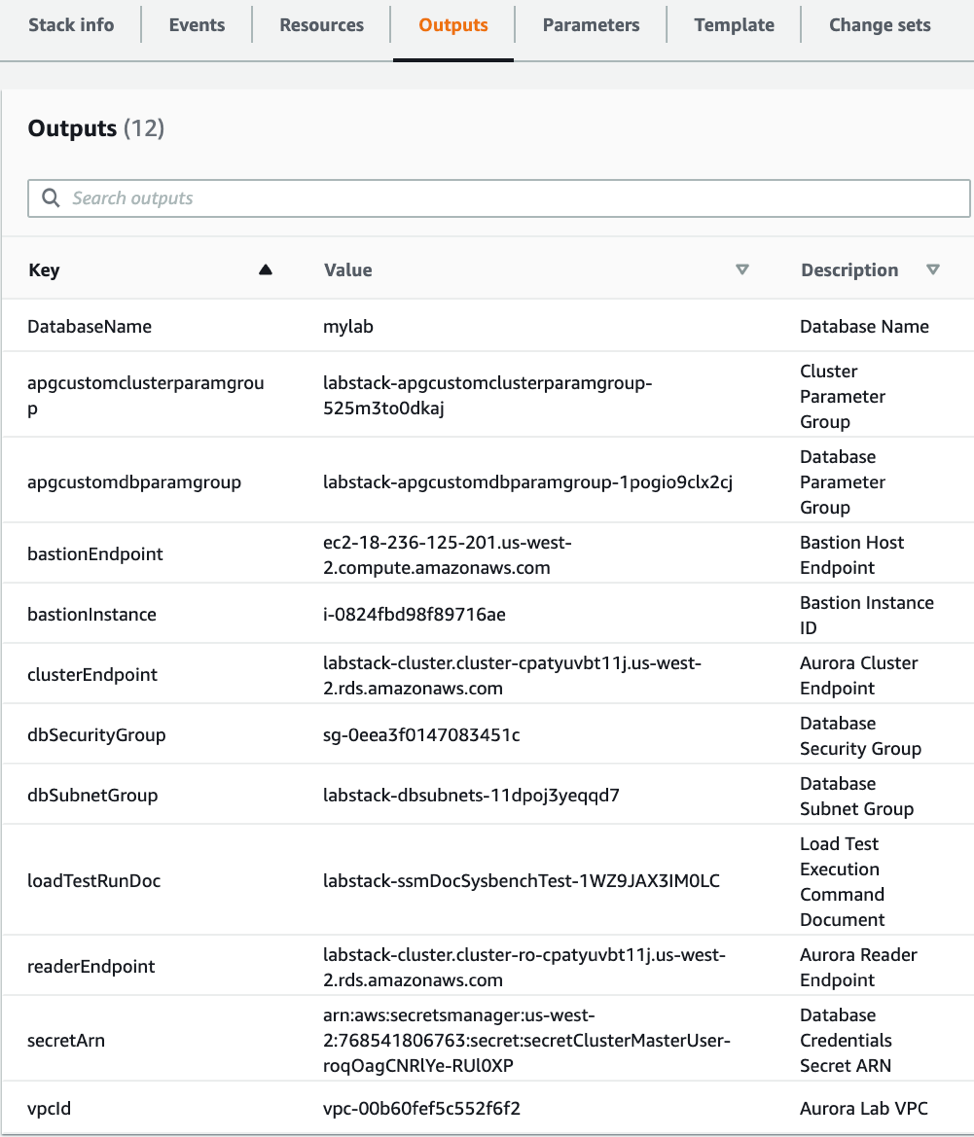 Stack info Events Resources Outputs Parameters Template Change sets
Outputs (12)
Search outputs
Key Value Description
DatabaseName mylab Database Name
apgcustomclusterparamgrou
p
labstack-apgcustomclusterparamgroup-
525m3to0dkaj
Cluster
Parameter
Group
apgcustomdbparamgroup
labstack-apgcustomdbparamgroup-1pogio9clx2cj
Database
Parameter
Group
bastionEndpoint
ec2-18-236-125-201.us-west-
2.compute.amazonaws.com
Bastion Host
Endpoint
bastionInstance
i-0824fbd98f89716ae
Bastion Instance
ID
clusterEndpoint
labstack-cluster.cluster-cpatyuvbt11j.us-west-
2.rds.amazonaws.com
Aurora Cluster
Endpoint
dbSecurityGroup
sg-0eea3f0147083451c
Database
Security Group
dbSubnetGroup
labstack-dbsubnets-11dpoj3yeqqd7
Database
Subnet Group
loadTestRunDoc
labstack-ssmDocSysbenchTest-1WZ9JAX3IM0LC
Load Test
Execution
Command
Document
readerEndpoint
labstack-cluster.cluster-ro-cpatyuvbt11j.us-west-
2.rds.amazonaws.com
Aurora Reader
Endpoint
secretArn
arn:aws:secretsmanager:us-west-
2:768541806763:secret:secretClusterMasterUser-
roqOagCNRlYe-RUl0XP
Database
Credentials
Secret ARN
vpcId vpc-00b60fef5c552f6f2 Aurora Lab VPC